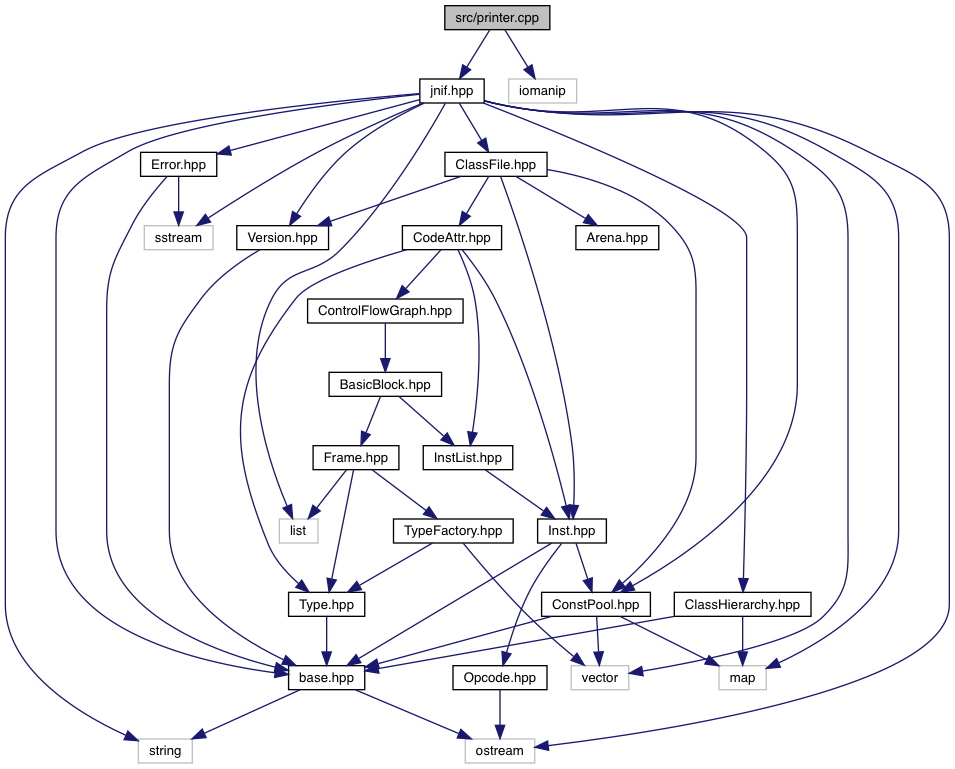 src/printer.cpp
jnif.hpp
iomanip
Error.hpp
ClassFile.hpp
sstream
Version.hpp
CodeAttr.hpp
Arena.hpp
ControlFlowGraph.hpp
BasicBlock.hpp
Frame.hpp
InstList.hpp
list
TypeFactory.hpp
Inst.hpp
Type.hpp
ConstPool.hpp
ClassHierarchy.hpp
base.hpp
Opcode.hpp
vector
map
string
ostream